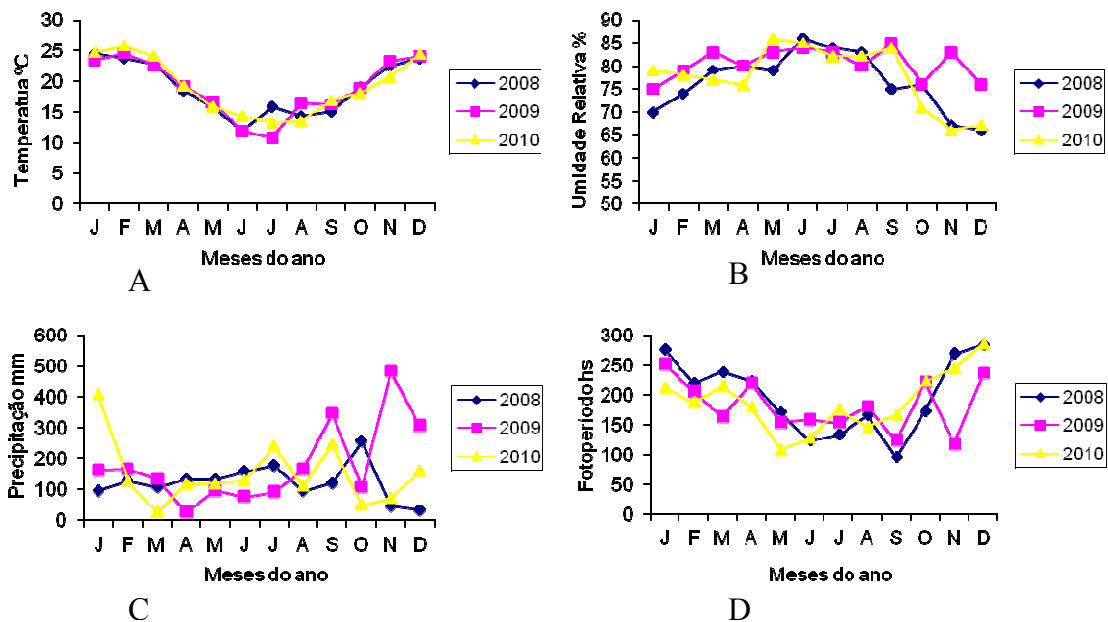 Temperatua ºC
30
25
20
15
10
5
0
J F M A M J J A S O N D
Meses do ano
2008
2009
2010
A
Umidade Relativa %
90
85
80
75
70
65
60
55
50
J F M A M J J A S O N D
Meses do ano
2008
2009
2010
B
Precipitação mm
600
500
400
300
200
100
0
J F M A M J J A S O N D
Meses do ano
2008
2009
2010
C
Fotoperiodo hs
300
250
200
150
100
50
0
J F M A M J J A S O N D
Meses do ano
2008
2009
2010
D